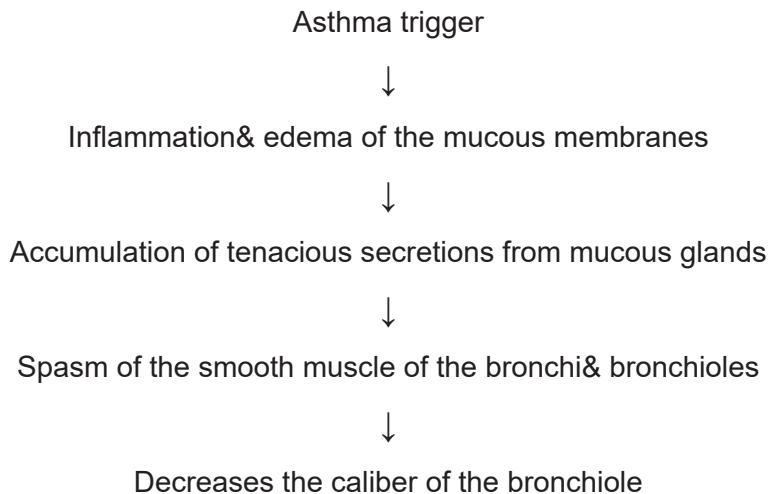 Asthma trigger
↓
Inflammation& edema of the mucous membranes
↓
Accumulation of tenacious secretions from mucous glands
↓
Spasm of the smooth muscle of the bronchi& bronchioles
↓
Decreases the caliber of the bronchiole